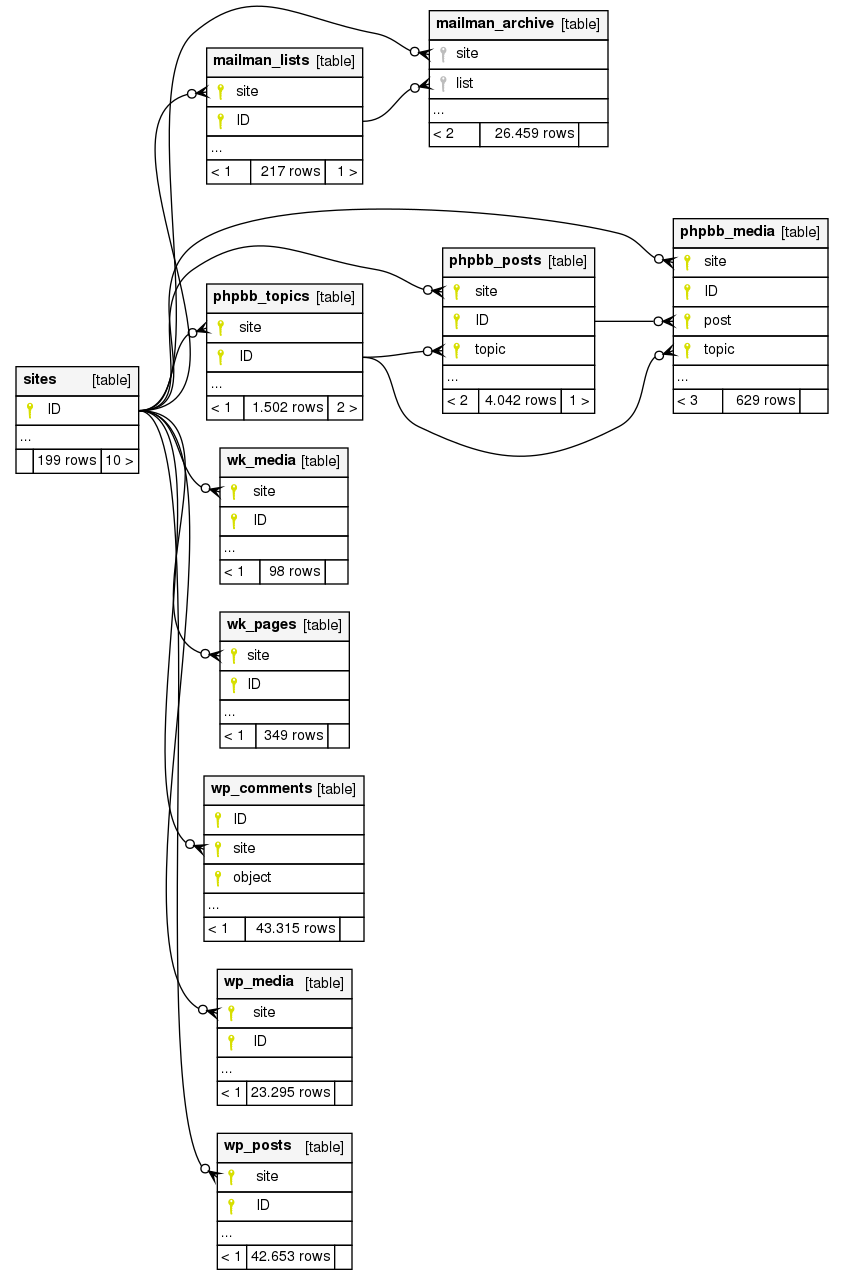 mailman_archive [table]
site
list
...
< 2 26.459 rows
mailman_lists [table]
site
ID
...
< 1 217 rows 1 >
phpbb_media [table]
site
ID
post
topic
...
< 3 629 rows
phpbb_posts [table]
site
ID
topic
...
< 2 4.042 rows 1 >
phpbb_topics [table]
site
ID
...
< 1 1.502 rows 2 >
sites [table]
ID
...
199 rows 10 >
wk_media [table]
site
ID
...
< 1 98 rows
wk_pages [table]
site
ID
...
< 1 349 rows
wp_comments [table]
ID
site
object
...
< 1 43.315 rows
wp_media [table]
site
ID
...
< 1 23.295 rows
wp_posts [table]
site
ID
...
< 1 42.653 rows